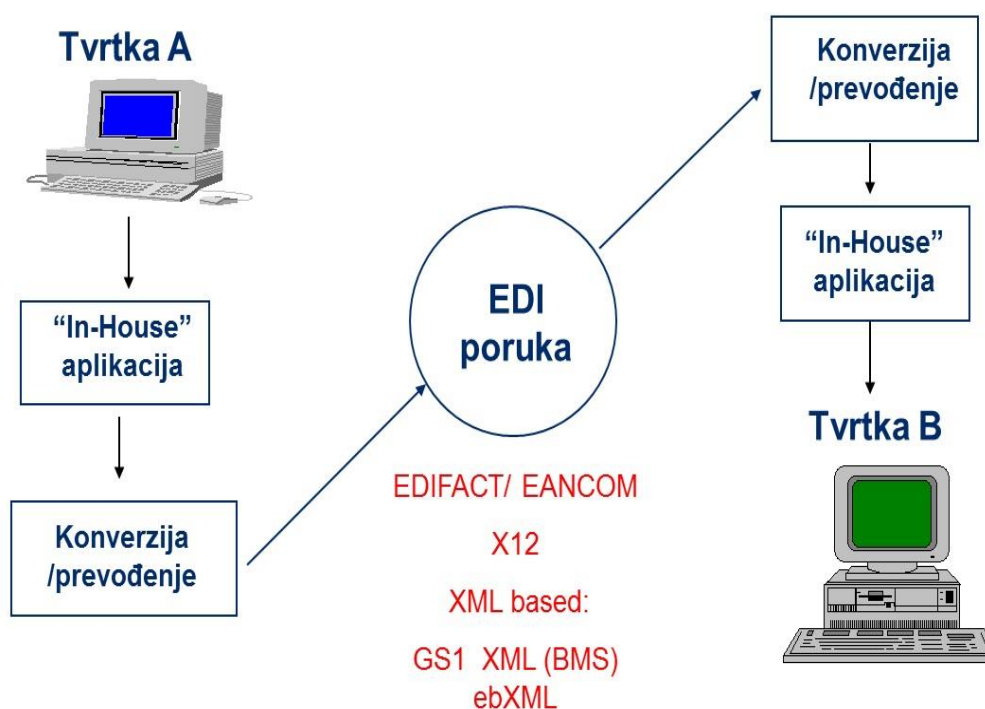 Tvrtka A
“In-House”
aplikacija
Konverzija
/prevođenje
EDI
poruka
EDIFACT/ EANCOM
X12
XML based:
GS1 XML (BMS)
ebXML
Konverzija
/prevođenje
“In-House”
aplikacija
Tvrtka B